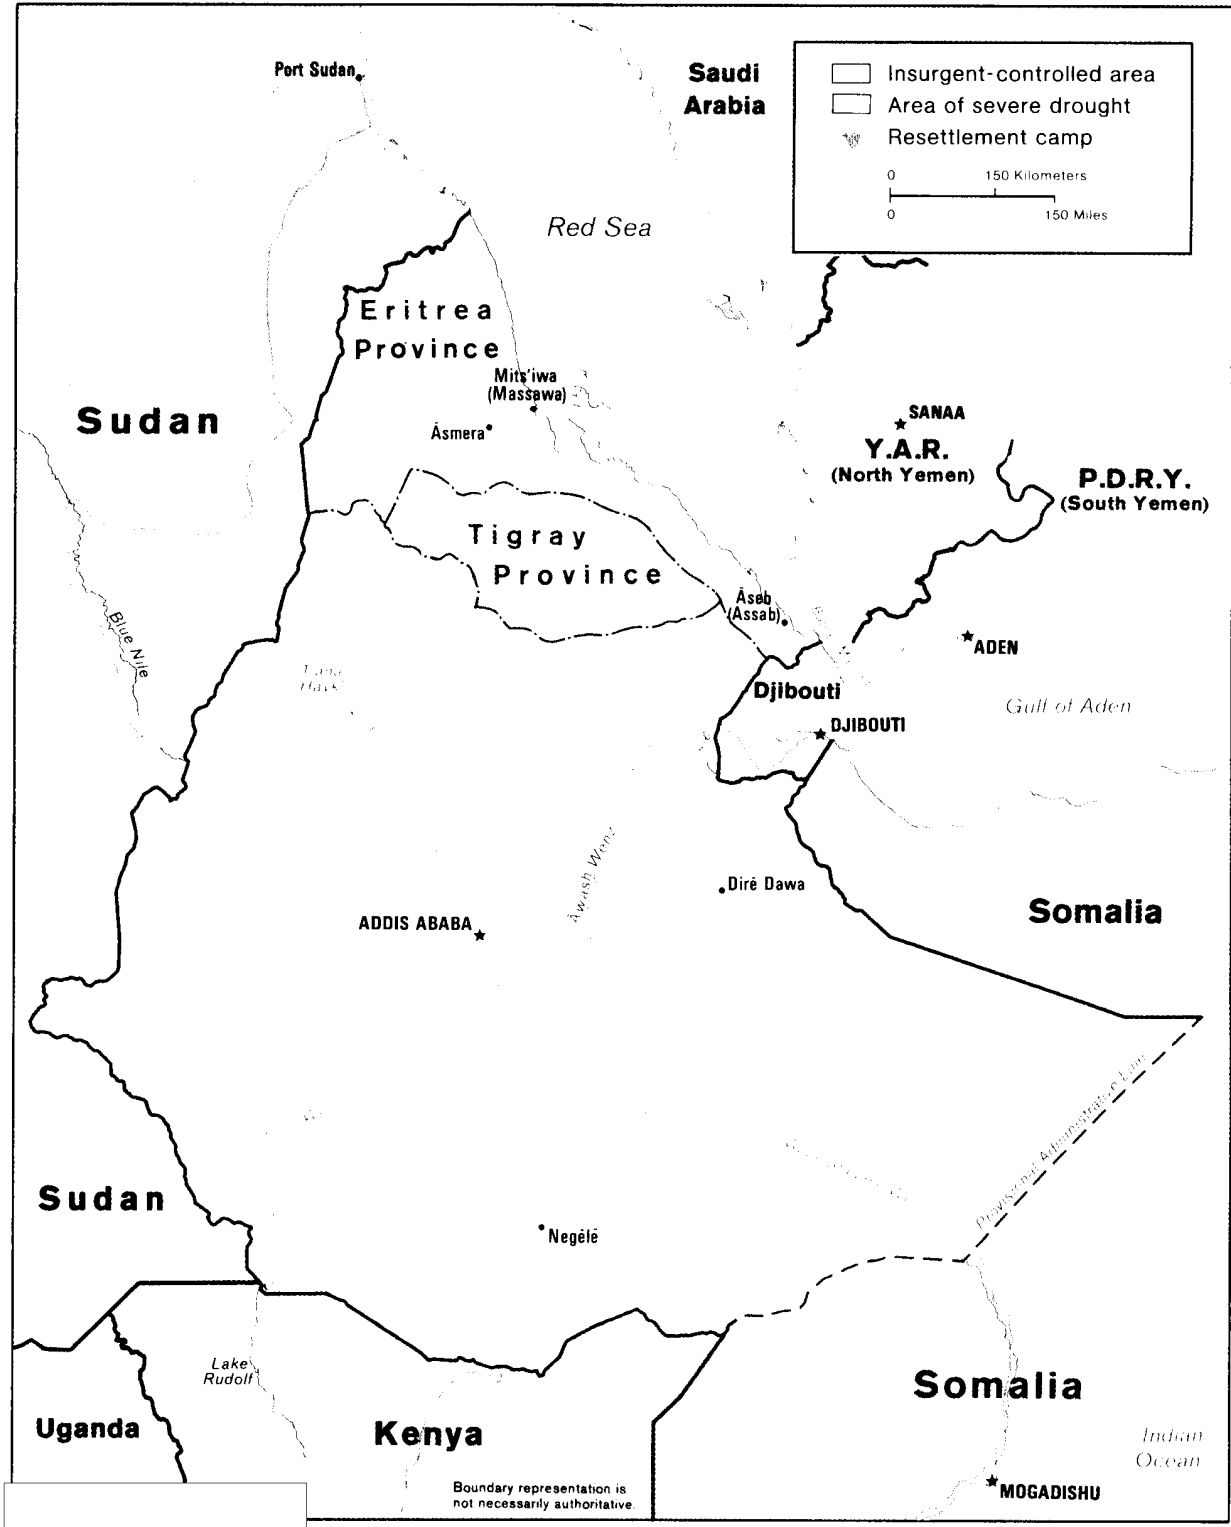 Port Sudan
Saudi
Arabia
Insurgent-controlled area
Area of severe drought
Resettlement camp
0 150 Kilometers
0 150 Miles
Red Sea
Eritrea
Province
Mits'iwa
(Massawa)
Āsmera
Sudan
SANAA
Y.A.R.
(North Yemen)
P.D.R.Y.
(South Yemen)
Tigray
Province
Āseb
(Assab)
Blue Nile
ADEN
Djibouti
DJIBOUTI
Gulf of Aden
Āwash Wenz
Dirē Dawa
ADDIS ABABA
Somalia
Provisional Administrative Line
Sudan
Negēlē
Lake
Rudolf
Somalia
Uganda
Kenya
Indian
Ocean
Boundary representation is
not necessarily authoritative.
MOGADISHU